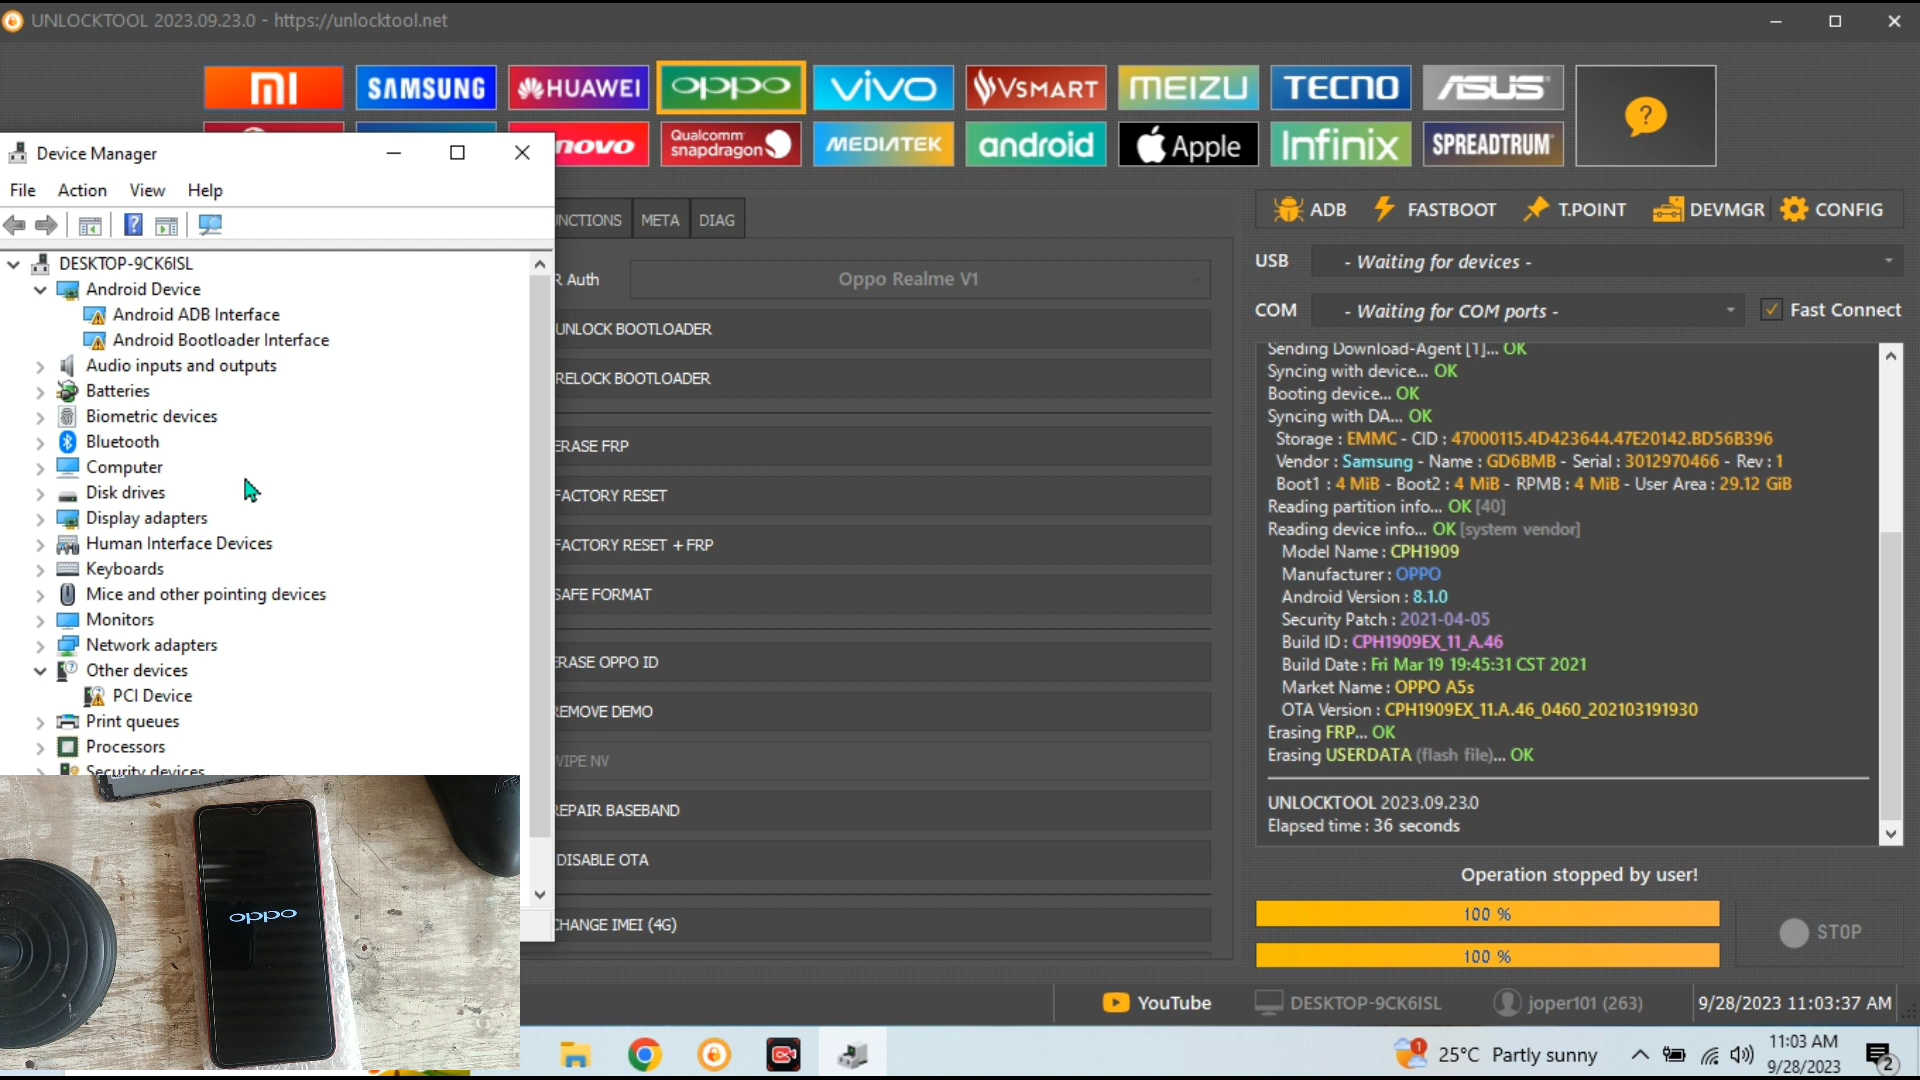 UNLOCKTOOL 2023.09.23.0 - https://unlocktool.net
mi
SAMSUNG
HUAWEI
oppo
vivo
VSMART
MEIZU
TECNO
ASUS
?
novo
Qualcomm
snapdragon
MEDIATEK
android
Apple
Infinix
SPREADTRUM
Device Manager
File Action View Help
DESKTOP-9CK6ISL
Android Device
Android ADB Interface
Android Bootloader Interface
Audio inputs and outputs
Batteries
Biometric devices
Bluetooth
Computer
Disk drives
Display adapters
Human Interface Devices
Keyboards
Mice and other pointing devices
Monitors
Network adapters
Other devices
PCI Device
Print queues
Processors
Security devices
oppo
NCTIONS META DIAG
R Auth Oppo Realme V1
UNLOCK BOOTLOADER
RELOCK BOOTLOADER
ERASE FRP
FACTORY RESET
FACTORY RESET + FRP
SAFE FORMAT
ERASE OPPO ID
REMOVE DEMO
WIPE NV
REPAIR BASEBAND
DISABLE OTA
CHANGE IMEI (4G)
ADB FASTBOOT T.POINT DEVMGR CONFIG
USB - Waiting for devices -
COM - Waiting for COM ports - Fast Connect
Sending Download-Agent [1]... OK
Syncing with device... OK
Booting device... OK
Syncing with DA... OK
Storage : EMMC - CID : 47000115.4D423644.47E20142.BD56B396
Vendor : Samsung - Name : GD6BMB - Serial : 3012970466 - Rev : 1
Boot1 : 4 MiB - Boot2 : 4 MiB - RPMB : 4 MiB - User Area : 29.12 GiB
Reading partition info... OK [40]
Reading device info... OK [system vendor]
Model Name : CPH1909
Manufacturer : OPPO
Android Version : 8.1.0
Security Patch : 2021-04-05
Build ID : CPH1909EX_11_A.46
Build Date : Fri Mar 19 19:45:31 CST 2021
Market Name : OPPO A5s
OTA Version : CPH1909EX_11.A.46_0460_202103191930
Erasing FRP... OK
Erasing USERDATA (flash file)... OK
UNLOCKTOOL 2023.09.23.0
Elapsed time : 36 seconds
Operation stopped by user!
100 %
100 %
STOP
YouTube DESKTOP-9CK6ISL joper101 (263) 9/28/2023 11:03:37 AM
1 25°C Partly sunny 11:03 AM
9/28/2023 2